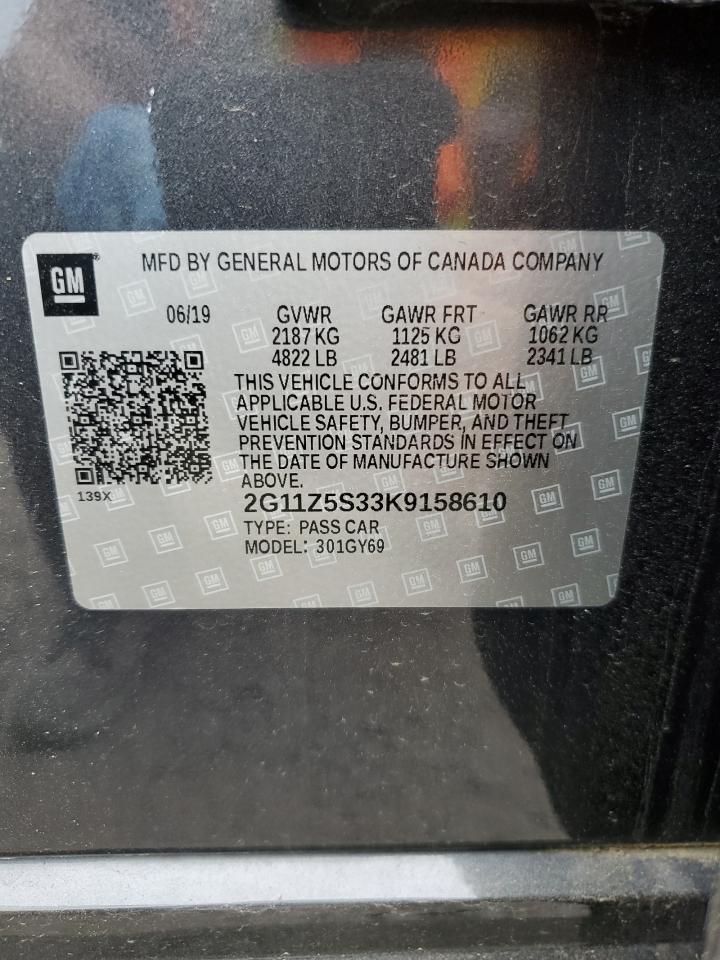 GM
MFD BY GENERAL MOTORS OF CANADA COMPANY
06/19 GVWR GAWR FRT GAWR RR
2187 KG 1125 KG 1062 KG
4822 LB 2481 LB 2341 LB
THIS VEHICLE CONFORMS TO ALL
APPLICABLE U.S. FEDERAL MOTOR
VEHICLE SAFETY, BUMPER, AND THEFT
PREVENTION STANDARDS IN EFFECT ON
THE DATE OF MANUFACTURE SHOWN
ABOVE.
139X
2G11Z5S33K9158610
TYPE: PASS CAR
MODEL: 301GY69